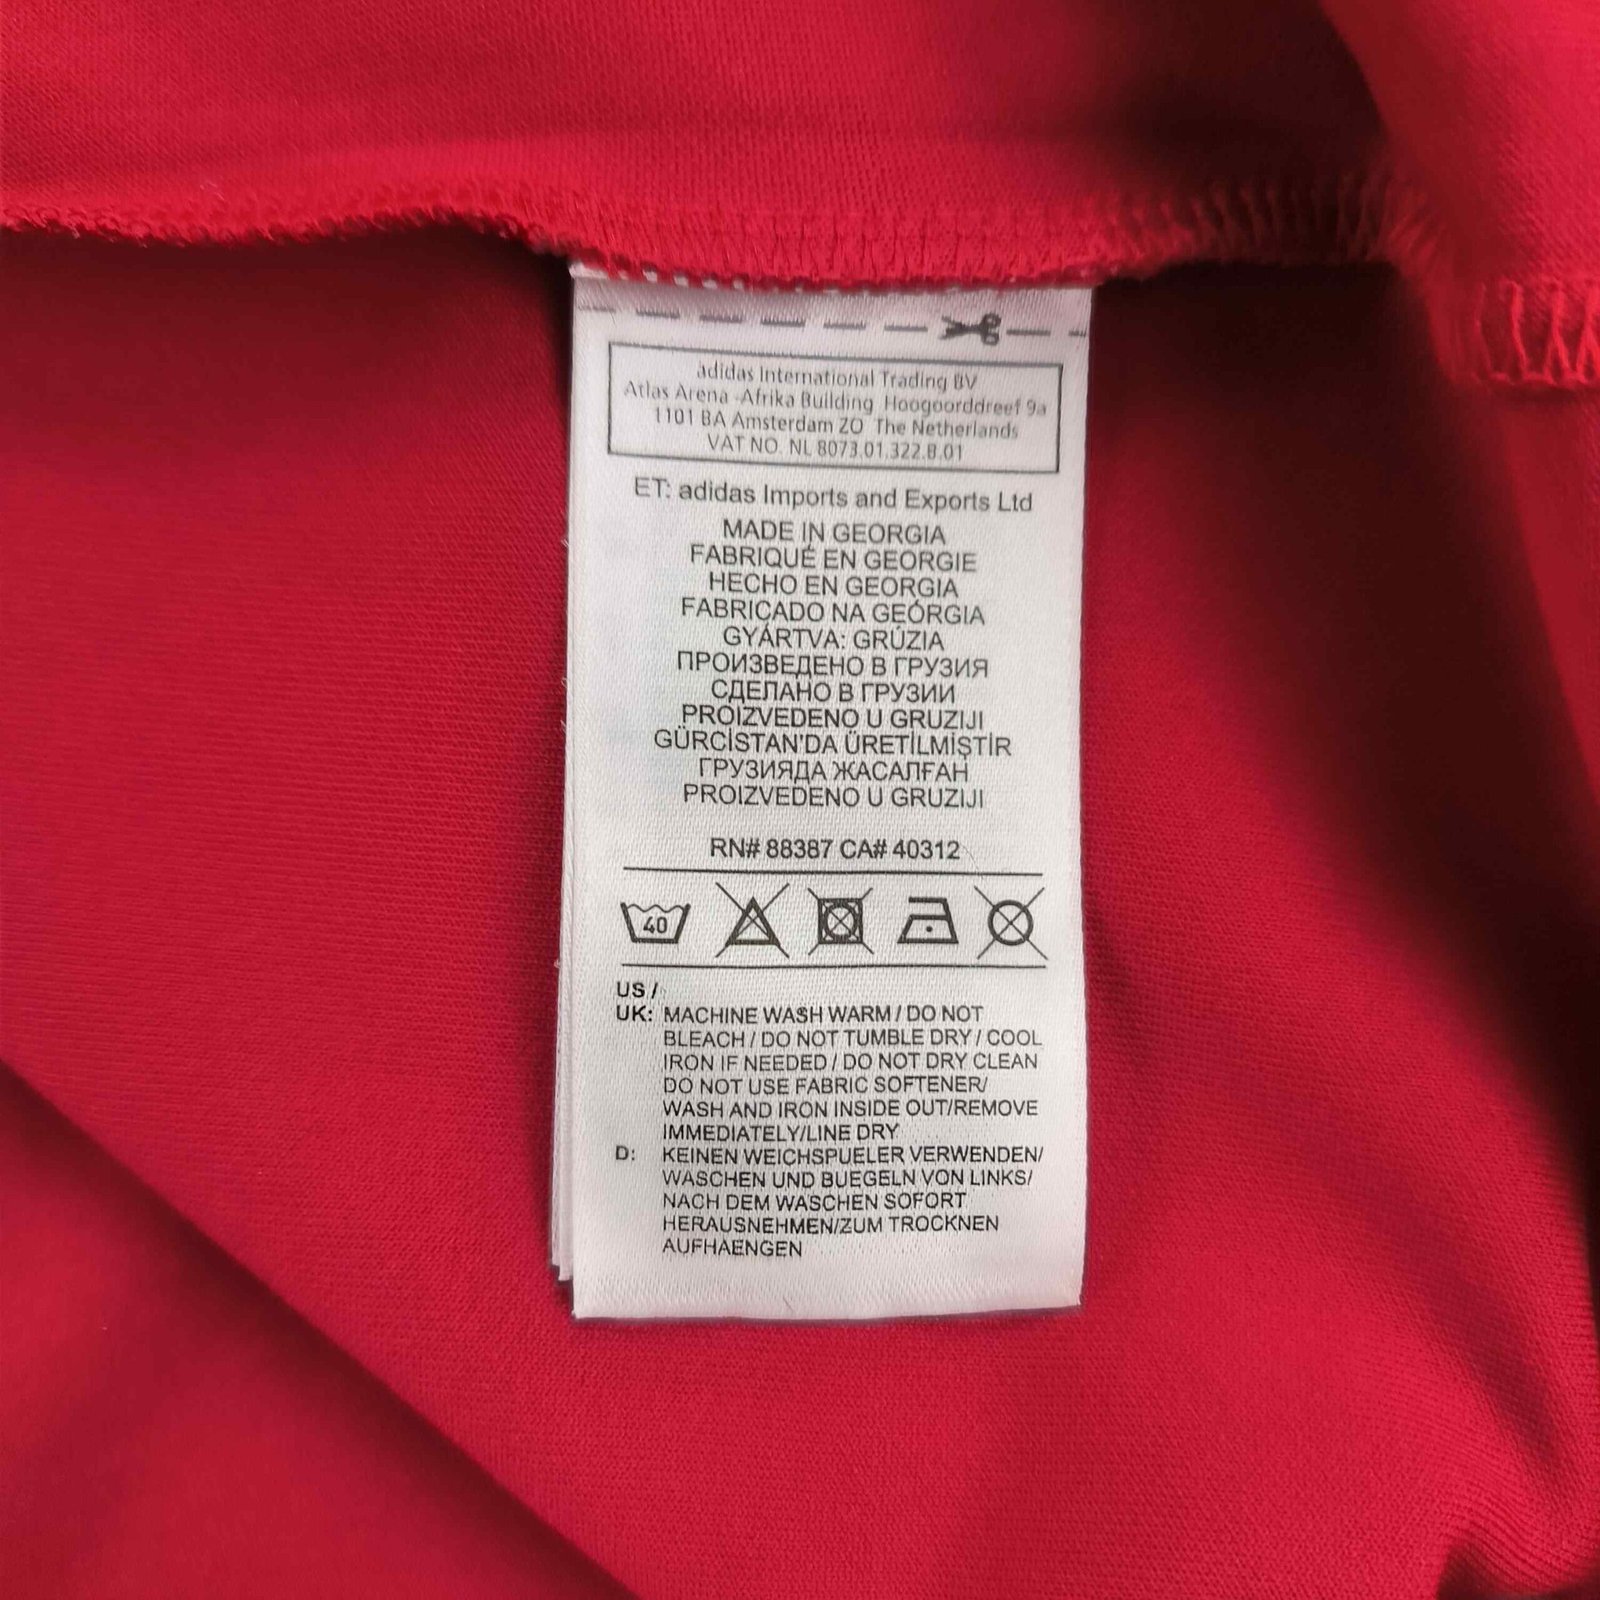 adidas International Trading BV
Atlas Arena -Afrika Building Hoogoorddreef 9a
1101 BA Amsterdam ZO The Netherlands
VAT NO. NL 8073.01.322.B.01
ET: adidas Imports and Exports Ltd
MADE IN GEORGIA
FABRIQUÉ EN GEORGIE
HECHO EN GEORGIA
FABRICADO NA GEÓRGIA
GYÁRTVA: GRÚZIA
ПРОИЗВЕДЕНО В ГРУЗИЯ
СДЕЛАНО В ГРУЗИИ
PROIZVEDENO U GRUZIJI
GÜRCİSTAN'DA ÜRETİLMİŞTİR
ГРУЗИЯДА ЖАСАЛҒАН
PROIZVEDENO U GRUZIJI
RN# 88387 CA# 40312
40
US /
UK: MACHINE WASH WARM / DO NOT
BLEACH / DO NOT TUMBLE DRY / COOL
IRON IF NEEDED / DO NOT DRY CLEAN
DO NOT USE FABRIC SOFTENER/
WASH AND IRON INSIDE OUT/REMOVE
IMMEDIATELY/LINE DRY
D: KEINEN WEICHSPUELER VERWENDEN/
WASCHEN UND BUEGELN VON LINKS/
NACH DEM WASCHEN SOFORT
HERAUSNEHMEN/ZUM TROCKNEN
AUFHAENGEN